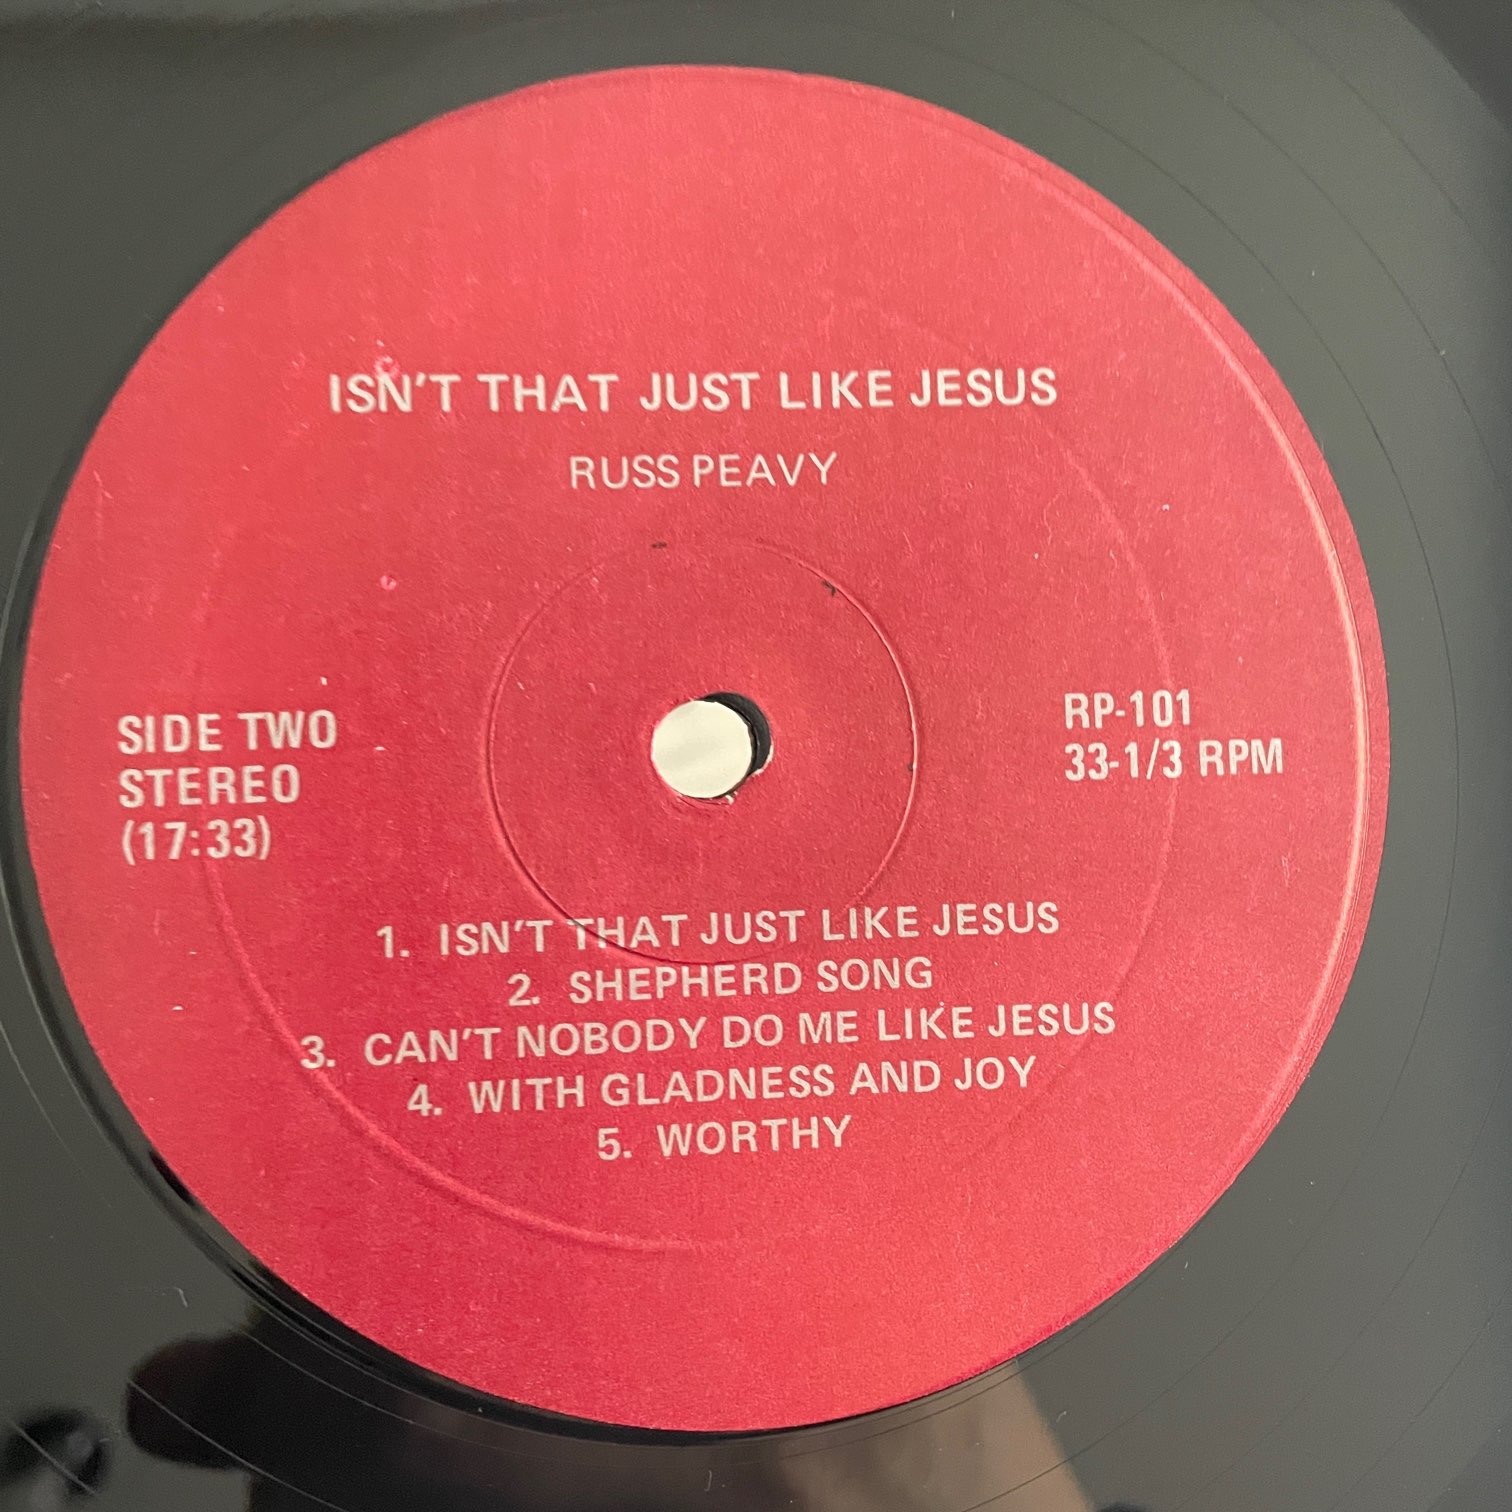 ISN'T THAT JUST LIKE JESUS
RUSS PEAVY
SIDE TWO
STEREO
(17:33)
RP-101
33-1/3 RPM
1. ISN'T THAT JUST LIKE JESUS
2. SHEPHERD SONG
3. CAN'T NOBODY DO ME LIKE JESUS
4. WITH GLADNESS AND JOY
5. WORTHY